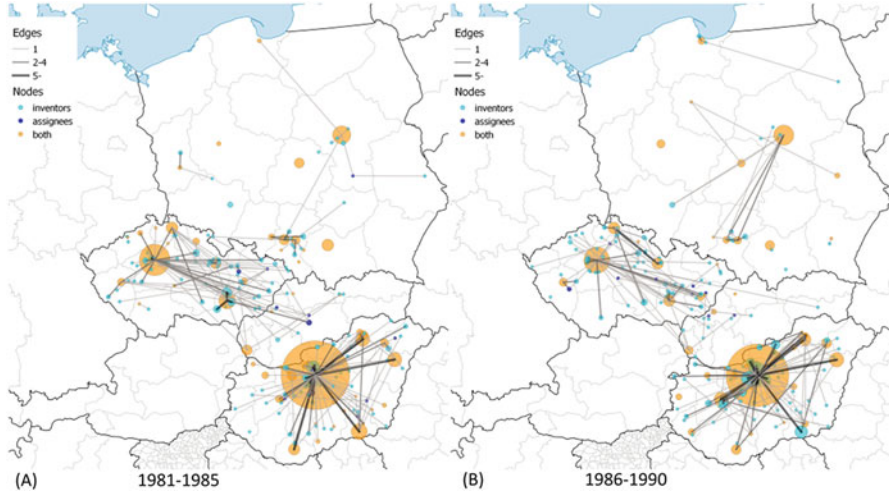 Edges
1
2-4
5-
Nodes
inventors
assignees
both
(A)
1981-1985
Edges
1
2-4
5-
Nodes
inventors
assignees
both
(B)
1986-1990